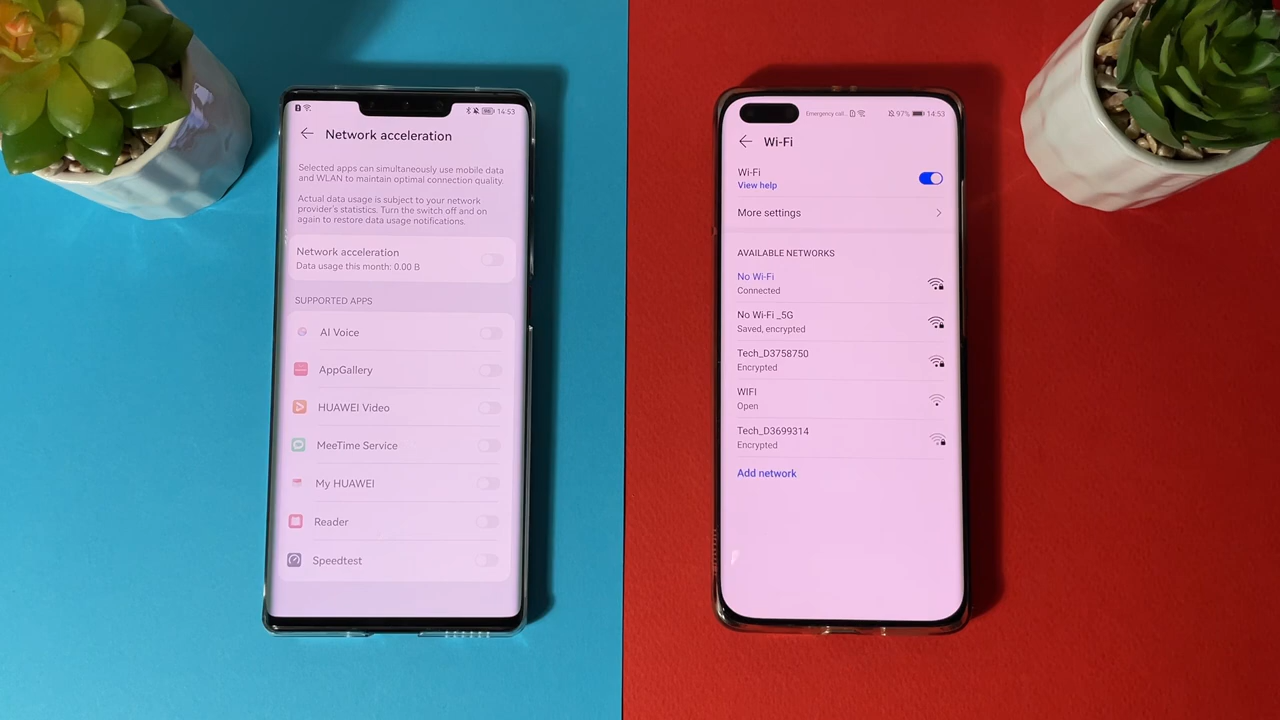 14:53
Network acceleration
Selected apps can simultaneously use mobile data
and WLAN to maintain optimal connection quality.
Actual data usage is subject to your network
provider's statistics. Turn the switch off and on
again to restore data usage notifications.
Network acceleration
Data usage this month: 0.00 B
SUPPORTED APPS
AI Voice
AppGallery
HUAWEI Video
MeeTime Service
My HUAWEI
Reader
Speedtest
Emergency call... 97% 14:53
Wi-Fi
Wi-Fi
View help
More settings
AVAILABLE NETWORKS
No Wi-Fi
Connected
No Wi-Fi _5G
Saved, encrypted
Tech_D3758750
Encrypted
WIFI
Open
Tech_D3699314
Encrypted
Add network